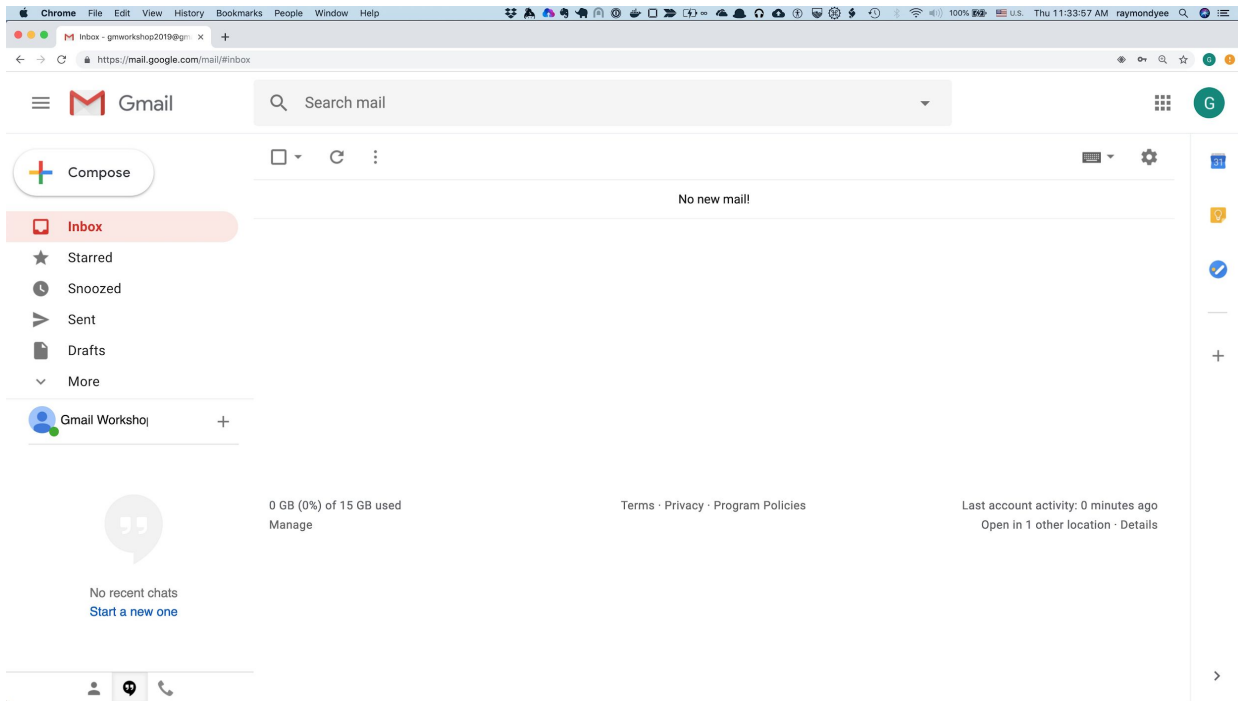 Chrome File Edit View History Bookmarks People Window Help 100% U.S. Thu 11:33:57 AM raymondyee
Inbox - gmworkshop2019@gm
https://mail.google.com/mail/#inbox
Gmail Search mail G
Compose
31
No new mail!
Inbox
Starred
Snoozed
Sent
Drafts
More
Gmail Workshop
0 GB (0%) of 15 GB used Terms · Privacy · Program Policies Last account activity: 0 minutes ago
Manage Open in 1 other location · Details
No recent chats
Start a new one